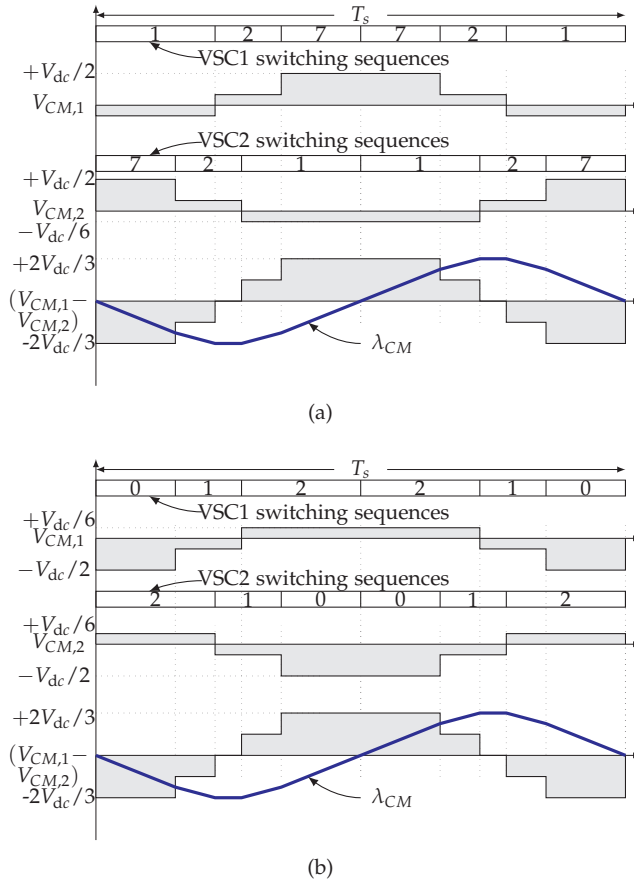 T_s
1 2 7 7 2 1
VSC1 switching sequences
+V_dc/2
V_CM,1
VSC2 switching sequences
7 2 1 1 2 7
+V_dc/2
V_CM,2
−V_dc/6
+2V_dc/3
(V_CM,1−
V_CM,2)
-2V_dc/3
λ_CM
(a)
T_s
0 1 2 2 1 0
VSC1 switching sequences
+V_dc/6
V_CM,1
−V_dc/2
VSC2 switching sequences
2 1 0 0 1 2
+V_dc/6
V_CM,2
−V_dc/2
+2V_dc/3
(V_CM,1−
V_CM,2)
-2V_dc/3
λ_CM
(b)